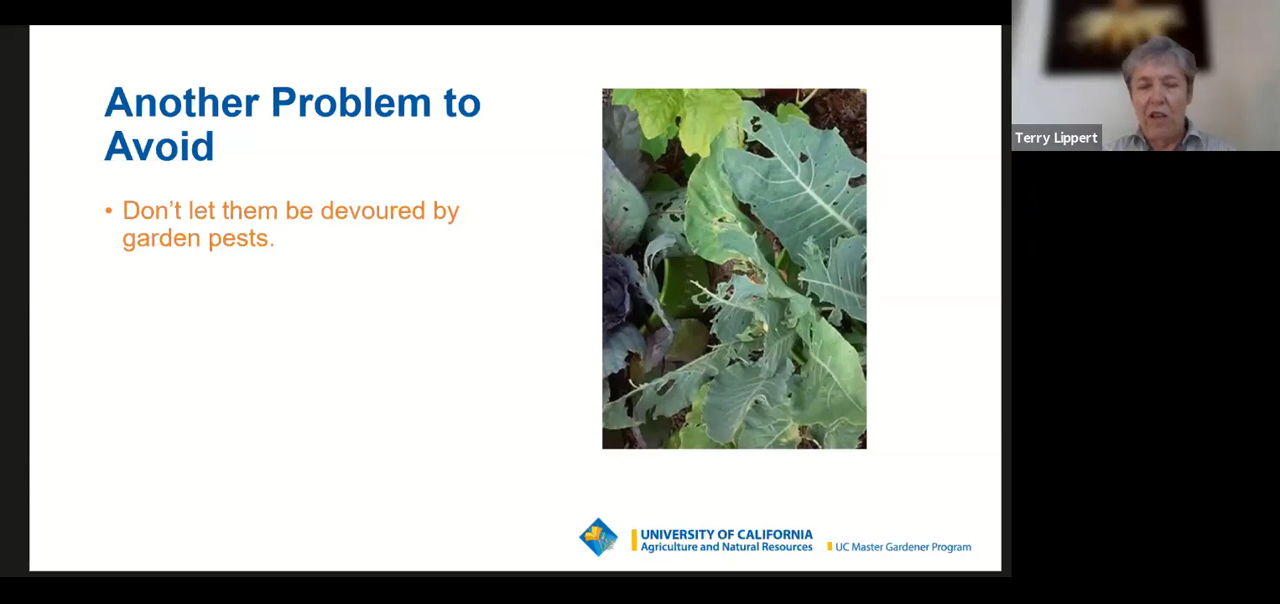 Another Problem to
Avoid
• Don't let them be devoured by
garden pests.
UNIVERSITY OF CALIFORNIA
Agriculture and Natural Resources
UC Master Gardener Program
Terry Lippert